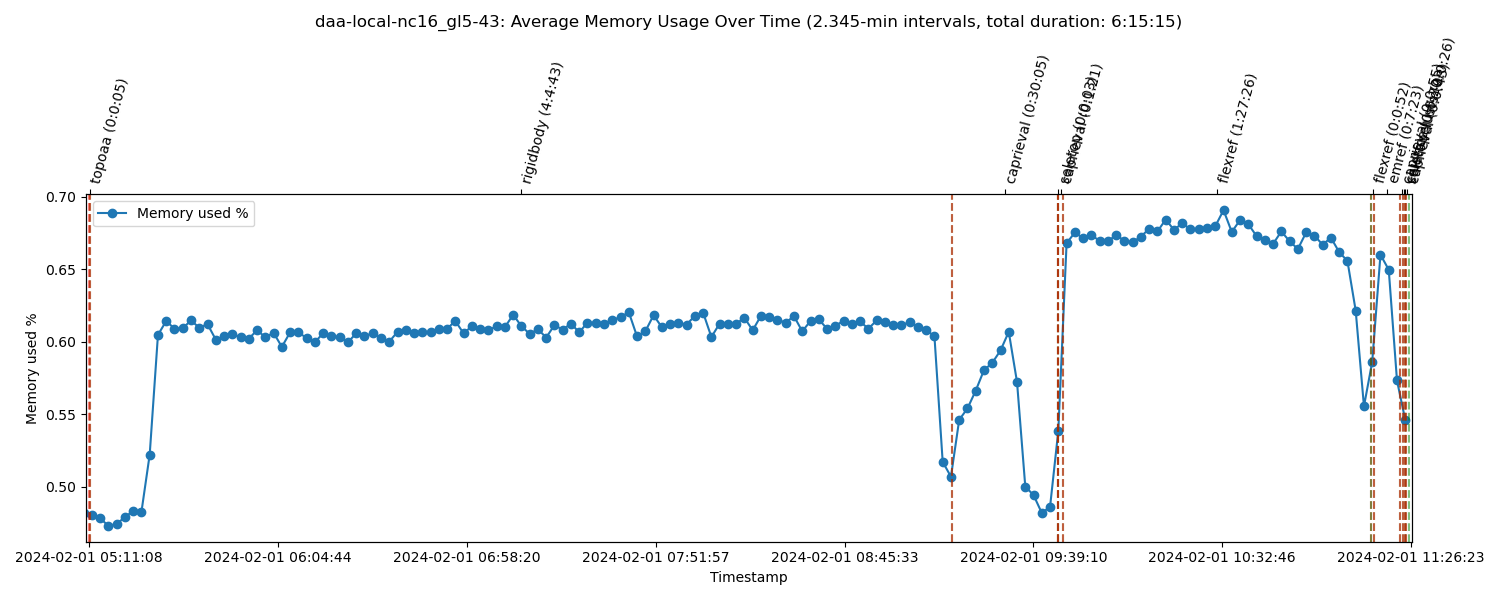 daa-local-nc16_gl5-43: Average Memory Usage Over Time (2.345-min intervals, total duration: 6:15:15)
topoaa (0:0:05)
rigidbody (4:4:43)
caprieval (0:30:05)
caprieval (0:1:21)
flexref (1:27:26)
flexref (0:0:52)
emref (0:7:23)
Memory used %
0.70
0.65
0.60
0.55
0.50
Memory used %
2024-02-01 05:11:08
2024-02-01 06:04:44
2024-02-01 06:58:20
2024-02-01 07:51:57
2024-02-01 08:45:33
2024-02-01 09:39:10
2024-02-01 10:32:46
2024-02-01 11:26:23
Timestamp